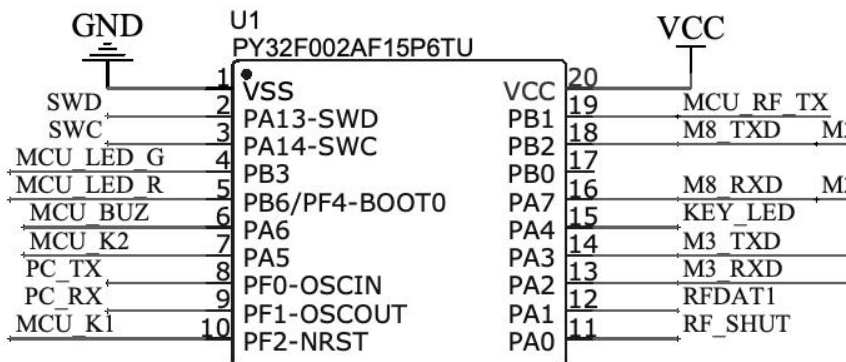 GND
U1
PY32F002AF15P6TU
VCC
1 VSS VCC 20
SWD 2 PA13-SWD PB1 19 MCU_RF_TX
SWC 3 PA14-SWC PB2 18 M8_TXD
MCU_LED_G 4 PB3 PB0 17
MCU_LED_R 5 PB6/PF4-BOOT0 PA7 16 M8_RXD
MCU_BUZ 6 PA6 PA4 15 KEY_LED
MCU_K2 7 PA5 PA3 14 M3_TXD
PC_TX 8 PF0-OSCIN PA2 13 M3_RXD
PC_RX 9 PF1-OSCOUT PA1 12 RFDAT1
MCU_K1 10 PF2-NRST PA0 11 RF_SHUT